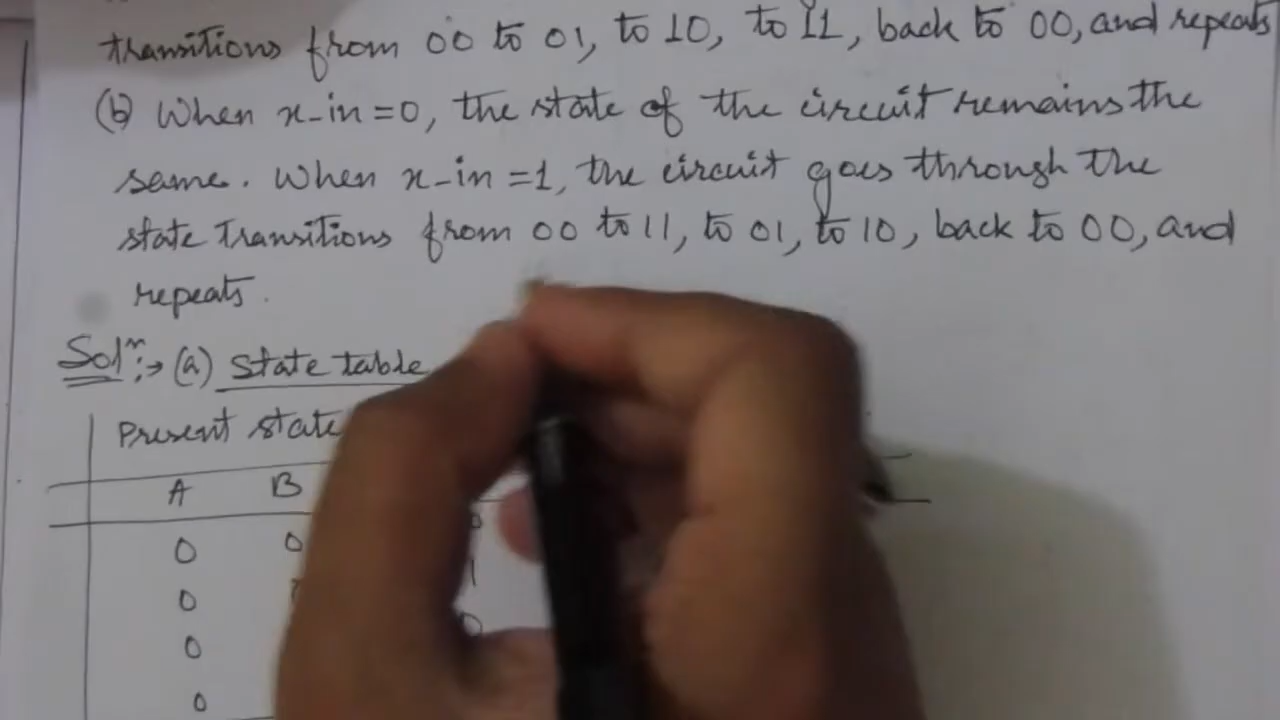 transitions from 00 to 01, to 10, to 11, back to 00, and repeats
(b) When x-in=0, the state of the circuit remains the
same. When x-in=1, the circuit goes through the
state transitions from 00 to 11, to 01, to 10, back to 00, and
repeats.
Solⁿ:→ (a) State table
Present state
A B
0 0 0
0 1
0 0
0